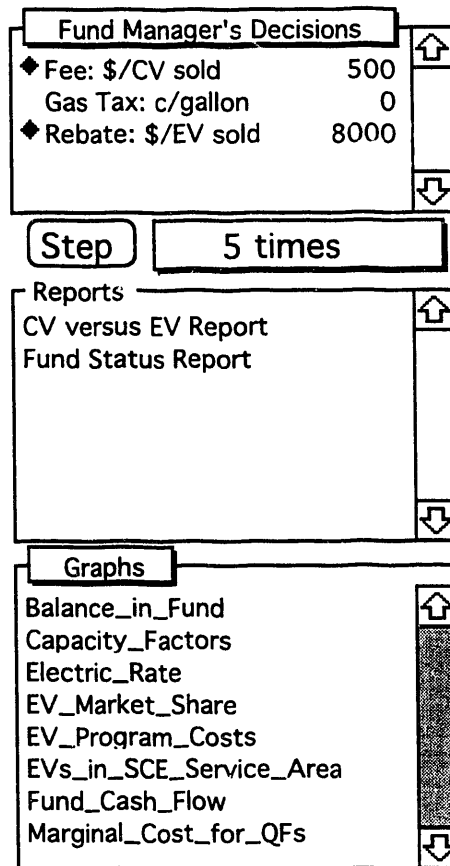 Fund Manager's Decisions
◆ Fee: $/CV sold 500
Gas Tax: c/gallon 0
◆ Rebate: $/EV sold 8000
Step 5 times
Reports
CV versus EV Report
Fund Status Report
Graphs
Balance_in_Fund
Capacity_Factors
Electric_Rate
EV_Market_Share
EV_Program_Costs
EVs_in_SCE_Service_Area
Fund_Cash_Flow
Marginal_Cost_for_QFs